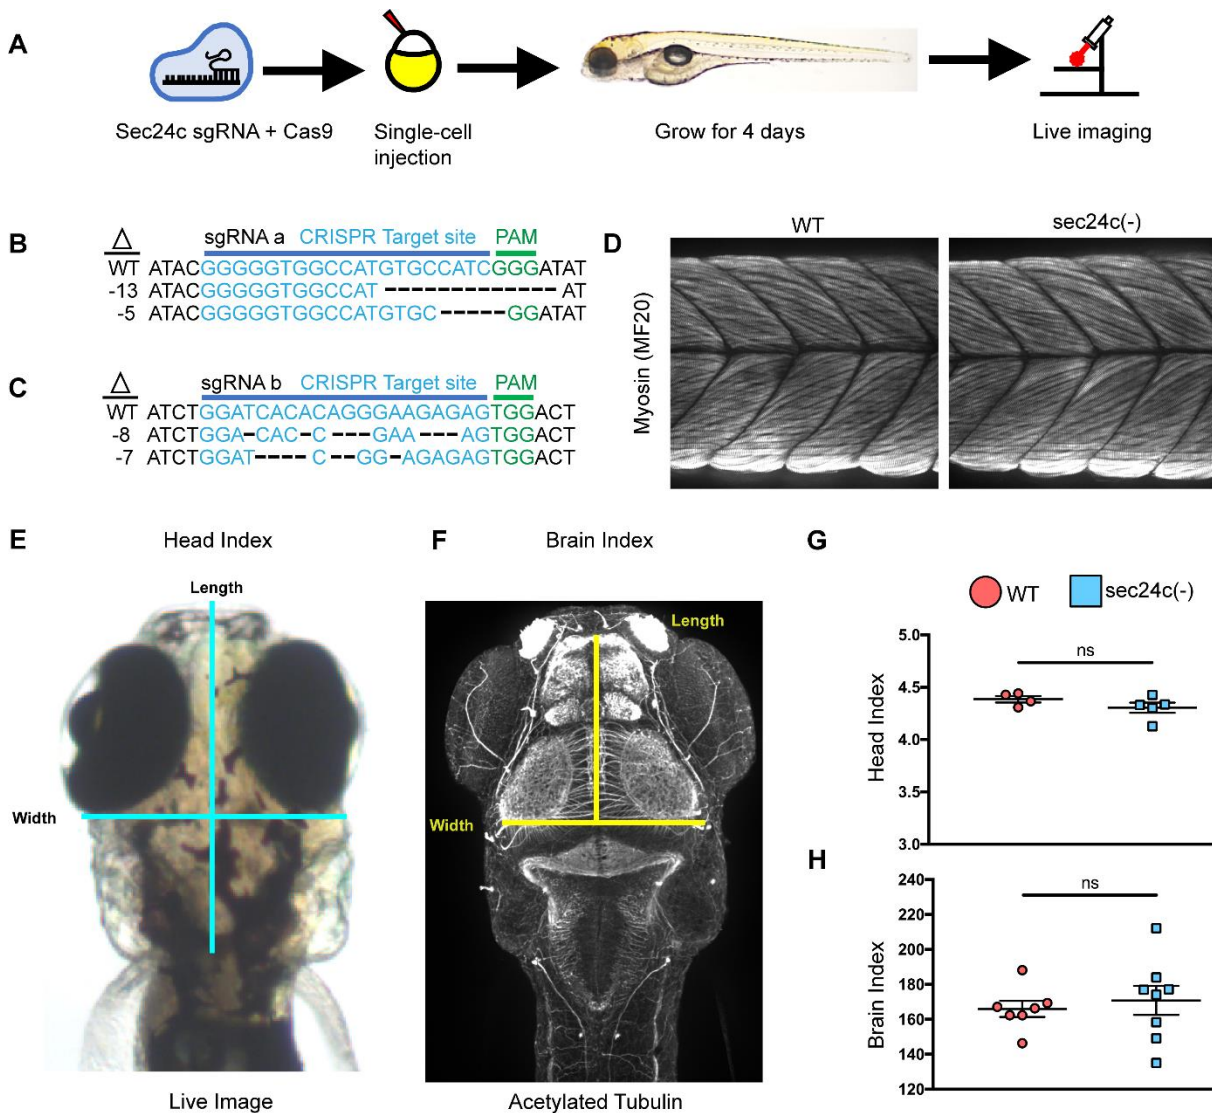 A
Sec24c sgRNA + Cas9
Single-cell
injection
Grow for 4 days
Live imaging
B
△ sgRNA a CRISPR Target site PAM
WT ATACGGGGGTGGCCATGTGCCATCGGGATAT
-13 ATACGGGGGTGGCCAT -------------AT
-5 ATACGGGGGTGGCCATGTGC -----GGATAT
C
△ sgRNA b CRISPR Target site PAM
WT ATCTGGATCACACAGGGAAGAGAGTGGACT
-8 ATCTGGA-CAC-C---GAA---AGTGGACT
-7 ATCTGGAT----C--GG-AGAGAGTGGACT
D
WT
sec24c(-)
Myosin (MF20)
E
Head Index
Length
Width
Live Image
F
Brain Index
Length
Width
Acetylated Tubulin
G
WT
sec24c(-)
ns
5.0
4.5
4.0
3.5
3.0
Head Index
H
ns
240
220
200
180
160
140
120
Brain Index